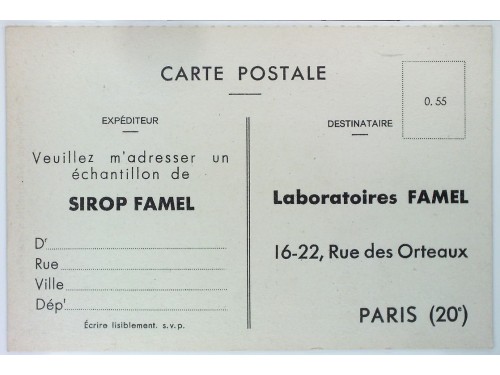 CARTE POSTALE
0.55
EXPÉDITEUR
Veuillez m'adresser un
échantillon de
SIROP FAMEL
Dr
Rue
Ville
Dépt
Écrire lisiblement. s.v.p.
DESTINATAIRE
Laboratoires FAMEL
16-22, Rue des Orteaux
PARIS (20e)